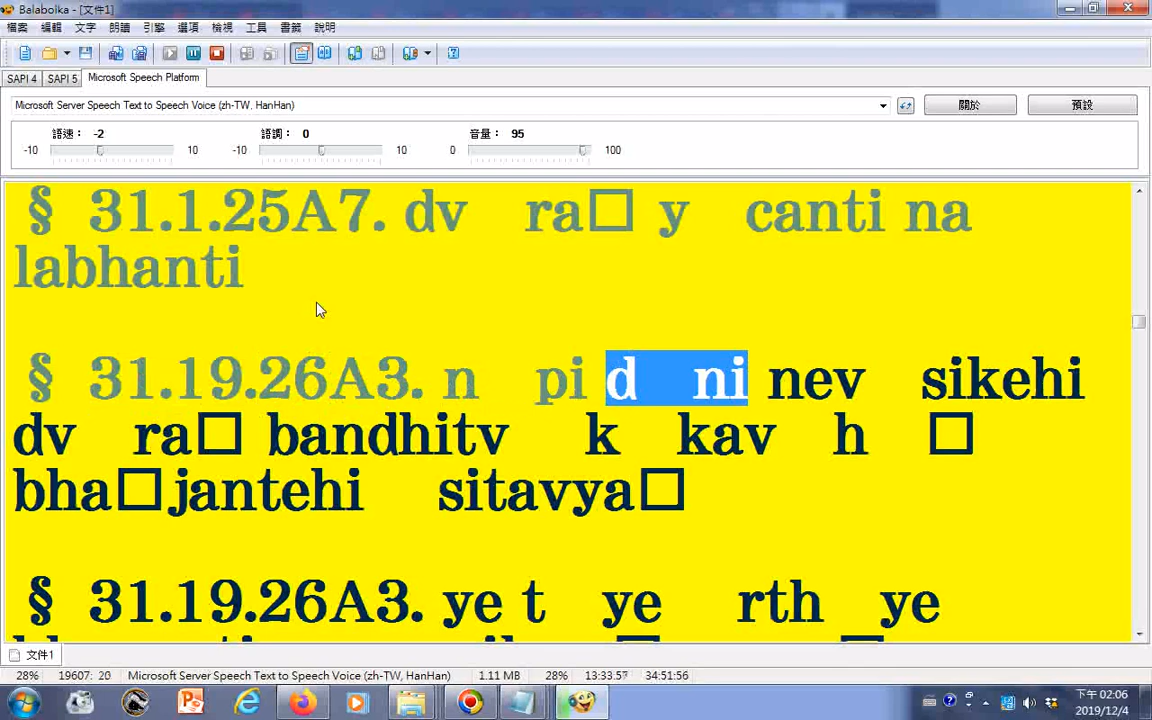 Balabolka - [文件1]
檔案 編輯 文字 朗讀 引擎 選項 檢視 工具 書籤 說明
SAPI 4 SAPI 5 Microsoft Speech Platform
Microsoft Server Speech Text to Speech Voice (zh-TW, HanHan) 關於 預設
語速： -2 語調： 0 音量： 95
-10 10 -10 10 0 100
§ 31.1.25A7. dv ra□ y canti na
labhanti
§ 31.19.26A3. n pi d ni nev sikehi
dv ra□ bandhitv k kav h □
bha□jantehi sitavya□
§ 31.19.26A3. ye t ye rth ye
文件1
28% 19607: 20 Microsoft Server Speech Text to Speech Voice (zh-TW, HanHan) 1.11 MB 28% 13:33:57 34:51:56
下午 02:06
2019/12/4